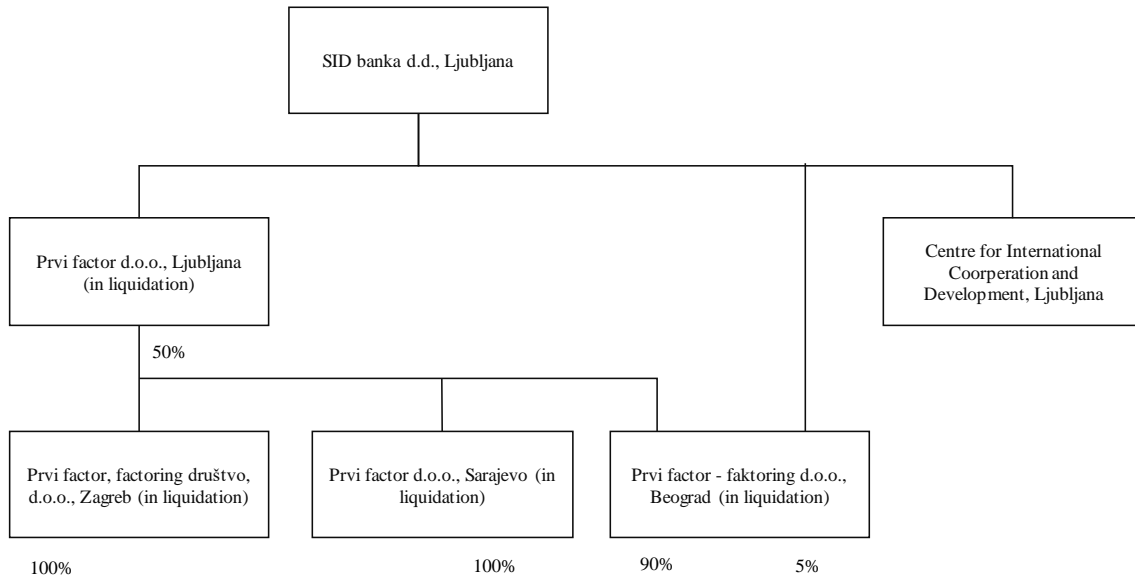 SID banka d.d., Ljubljana
Prvi factor d.o.o., Ljubljana
(in liquidation)
Centre for International
Coorperation and
Development, Ljubljana
50%
Prvi factor, factoring društvo,
d.o.o., Zagreb (in liquidation)
Prvi factor d.o.o., Sarajevo (in
liquidation)
Prvi factor - faktoring d.o.o.,
Beograd (in liquidation)
100%
100%
90%
5%